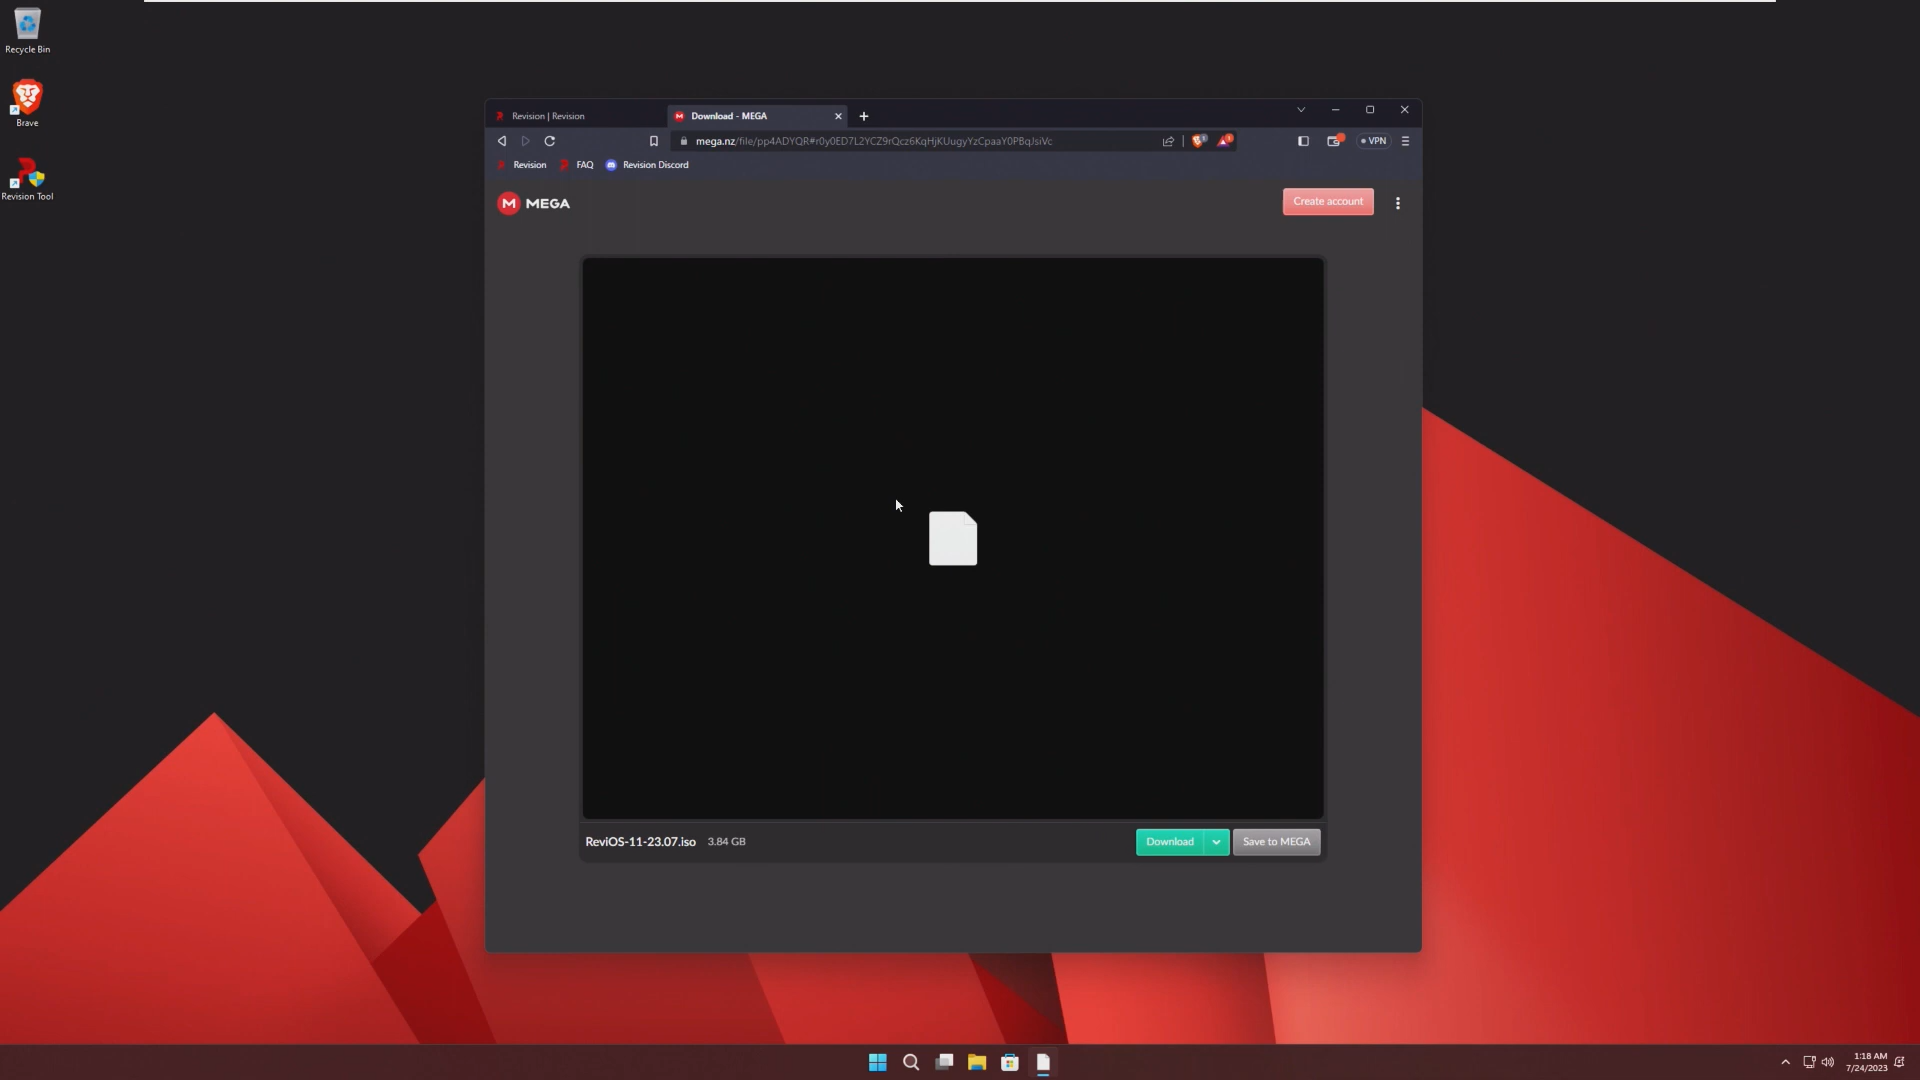 Recycle Bin
Brave
Revision Tool
Revision | Revision
Download - MEGA
mega.nz/file/pp4ADYQR#r0y0ED7L2YCZ9rQcz6KqHjKUugyYzCpaaY0PBqJsiVc
VPN
Revision FAQ Revision Discord
M MEGA
Create account
ReviOS-11-23.07.iso 3.84 GB
Download
Save to MEGA
1:18 AM
7/24/2023